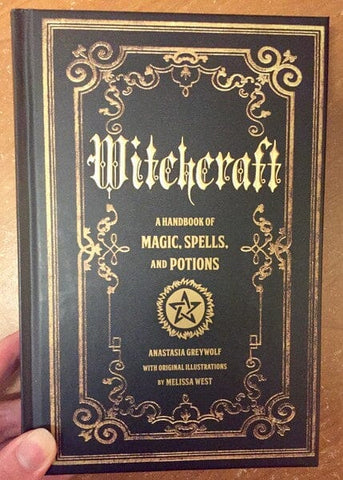 Witchcraft
A HANDBOOK OF
MAGIC, SPELLS,
AND POTIONS
ANASTASIA GREYWOLF
WITH ORIGINAL ILLUSTRATIONS
BY MELISSA WEST